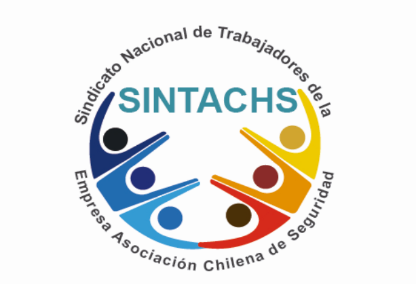 Sindicato Nacional de Trabajadores de la
SINTACHS
Empresa Asociación Chilena de Seguridad